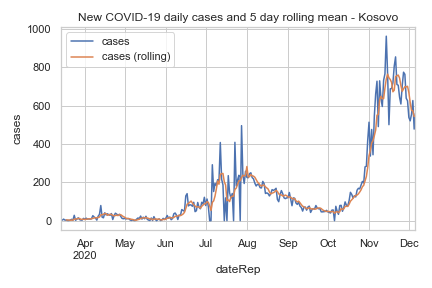 New COVID-19 daily cases and 5 day rolling mean - Kosovo
cases
cases (rolling)
1000
800
600
400
200
0
cases
Apr May Jun Jul Aug Sep Oct Nov Dec
2020
dateRep